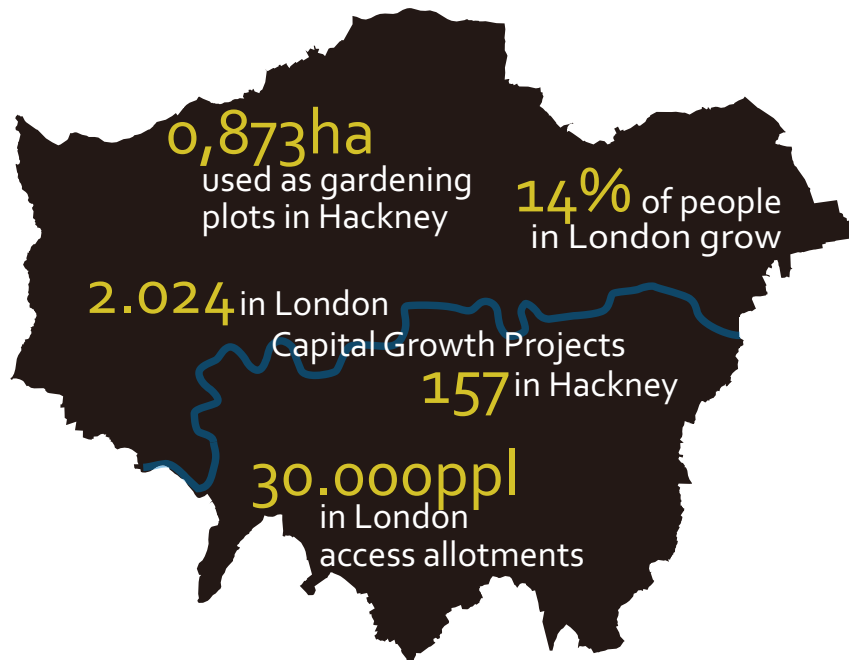 0,873ha
used as gardening
plots in Hackney
14% of people
in London grow
2.024 in London
Capital Growth Projects
157 in Hackney
30.000ppl
in London
access allotments